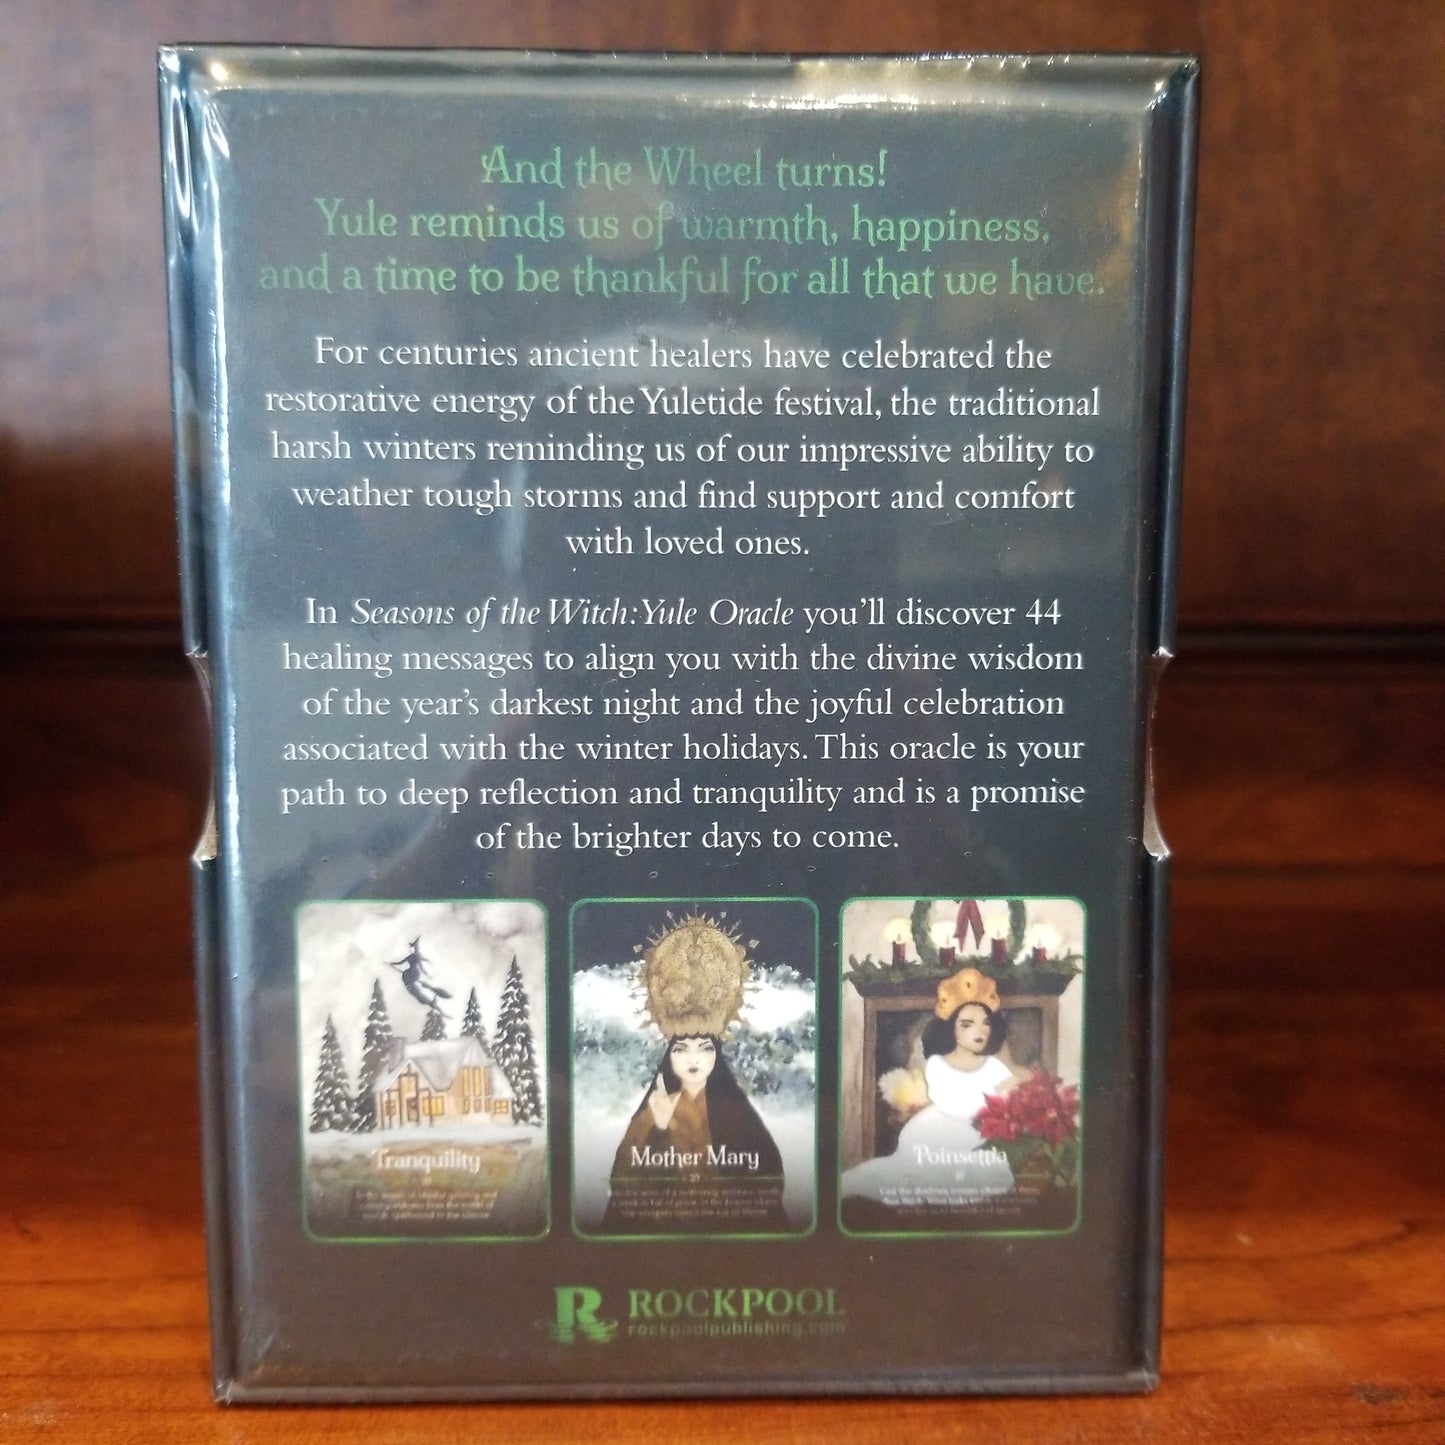 And the Wheel turns!
Yule reminds us of warmth, happiness,
and a time to be thankful for all that we have.
For centuries ancient healers have celebrated the
restorative energy of the Yuletide festival, the traditional
harsh winters reminding us of our impressive ability to
weather tough storms and find support and comfort
with loved ones.
In Seasons of the Witch: Yule Oracle you'll discover 44
healing messages to align you with the divine wisdom
of the year's darkest night and the joyful celebration
associated with the winter holidays. This oracle is your
path to deep reflection and tranquility and is a promise
of the brighter days to come.
Tranquility
Mother Mary
Poinsettia
R ROCKPOOL
rockpoolpublishing.com